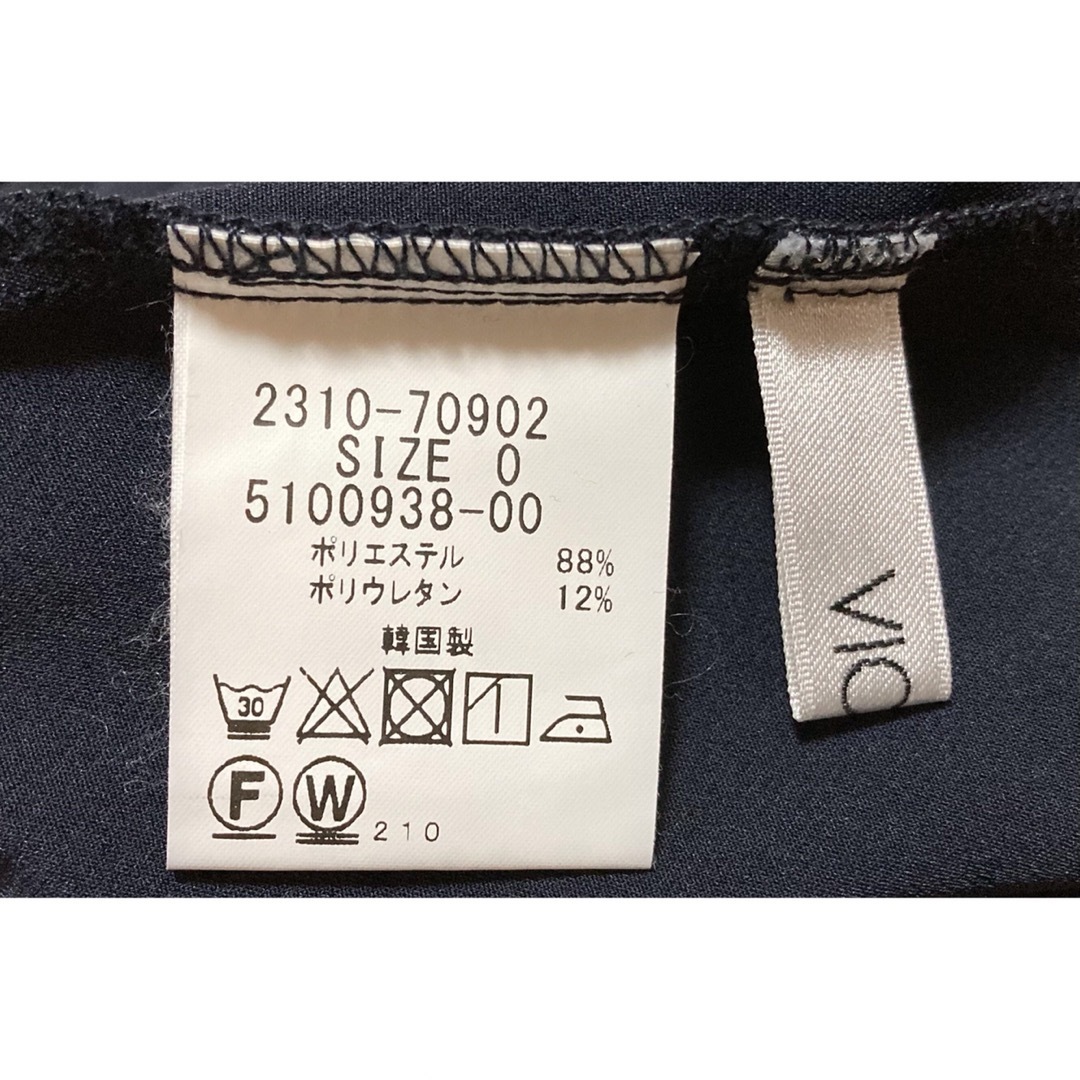 2310-70902
SIZE 0
5100938-00
ポリエステル 88%
ポリウレタン 12%
韓国製
30
F W 210
VIC